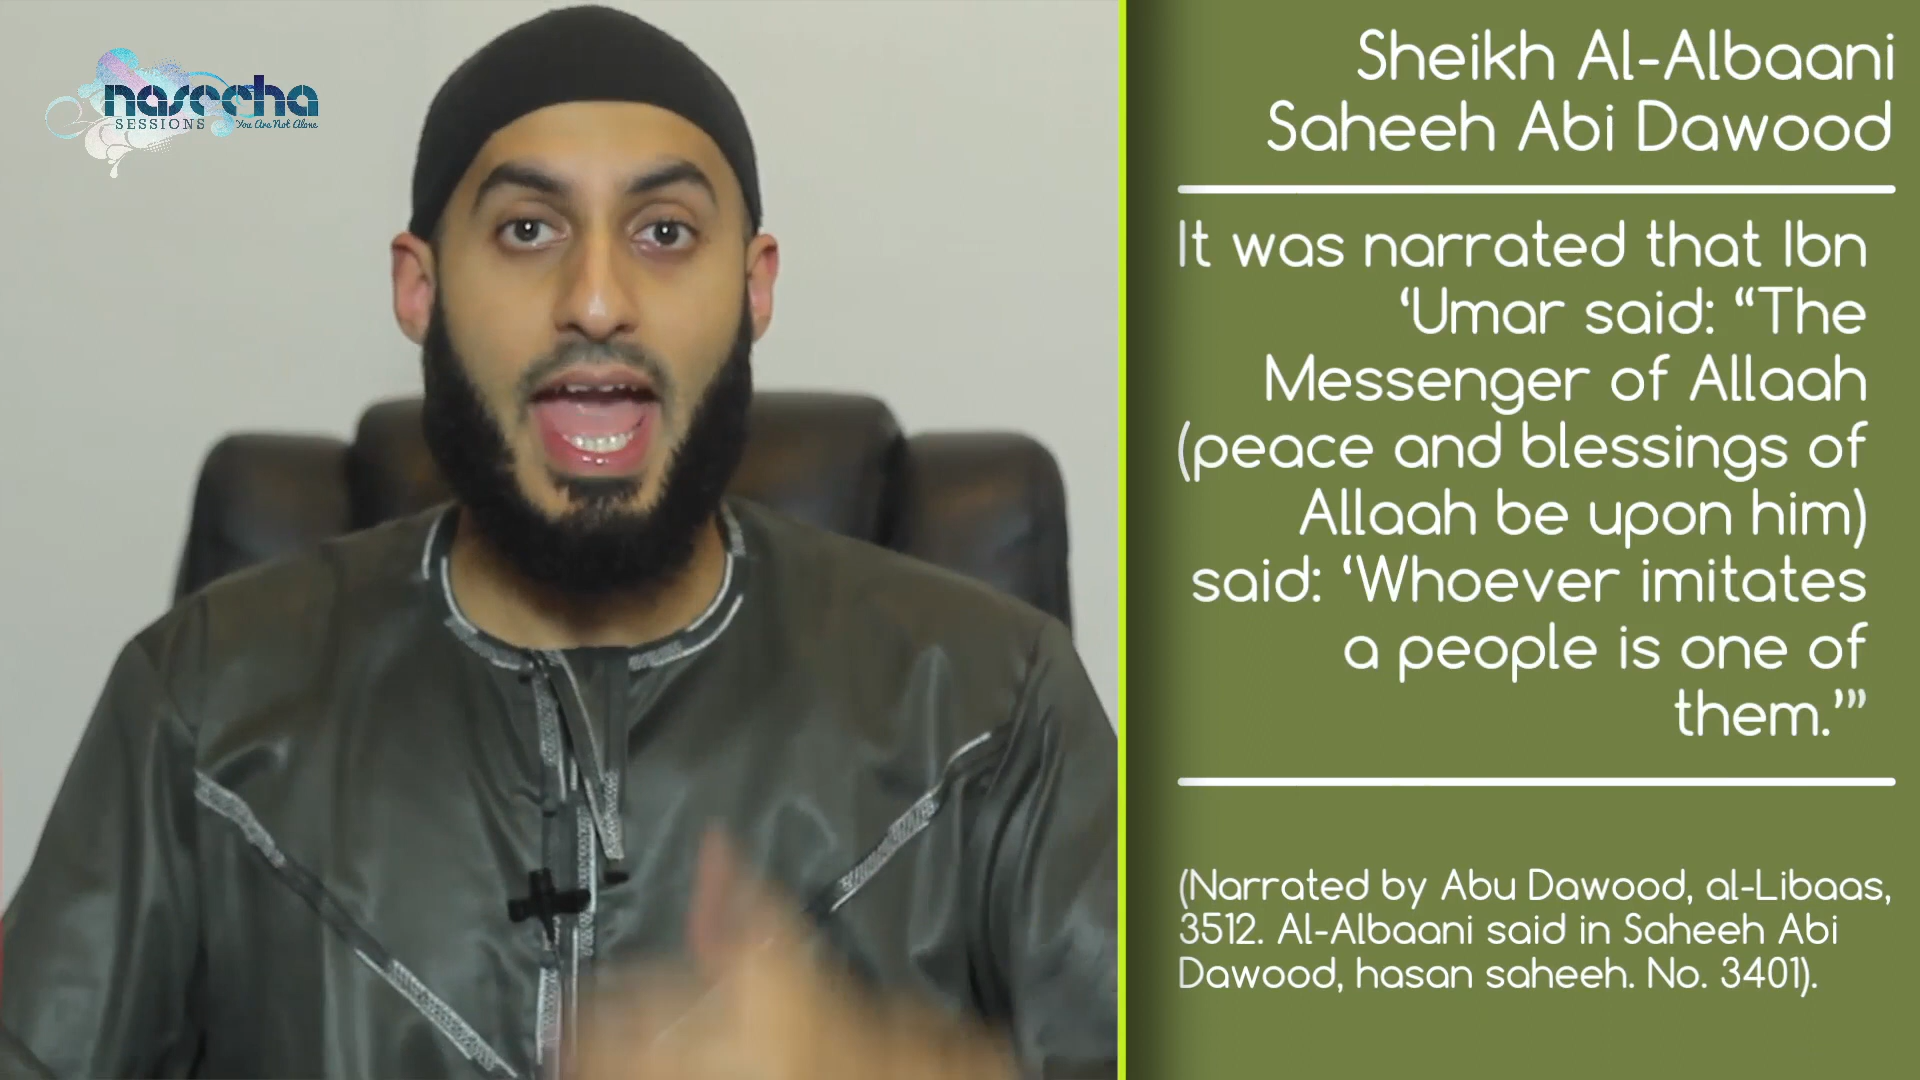 naseeha
SESSIONS You Are Not Alone
Sheikh Al-Albaani
Saheeh Abi Dawood
It was narrated that Ibn
‘Umar said: “The
Messenger of Allaah
(peace and blessings of
Allaah be upon him)
said: ‘Whoever imitates
a people is one of
them.’”
(Narrated by Abu Dawood, al-Libaas,
3512. Al-Albaani said in Saheeh Abi
Dawood, hasan saheeh. No. 3401).